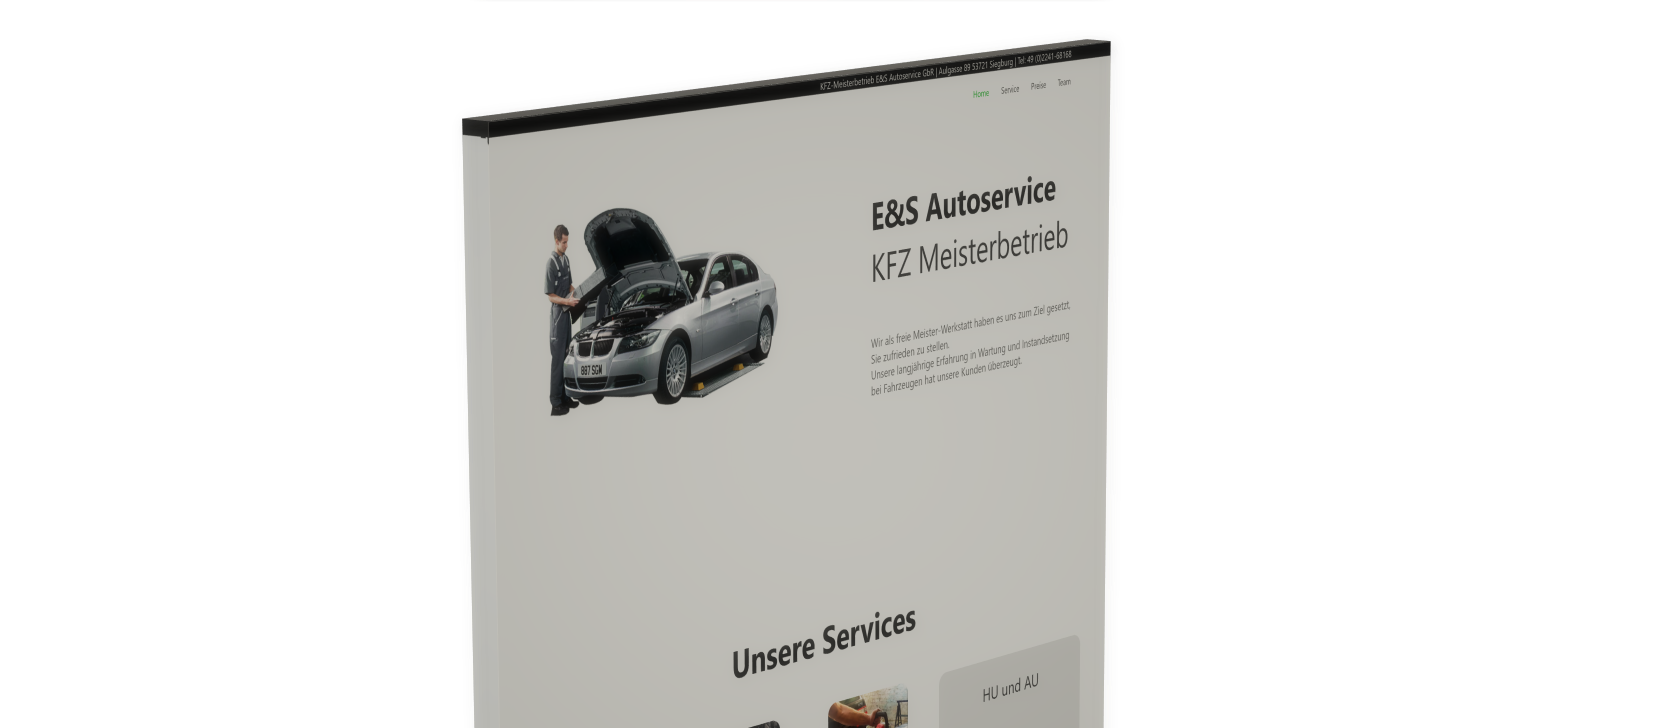 KFZ-Meisterbetrieb E&S Autoservice GbR | Aulgasse 89 53721 Siegburg | Tel: 49 (0)2241-68168
Home Service Preise Team
E&S Autoservice
KFZ Meisterbetrieb
Wir als freie Meister-Werkstatt haben es uns zum Ziel gesetzt,
Sie zufrieden zu stellen.
Unsere langjährige Erfahrung in Wartung und Instandsetzung
bei Fahrzeugen hat unsere Kunden überzeugt.
887 SGM
Unsere Services
HU und AU